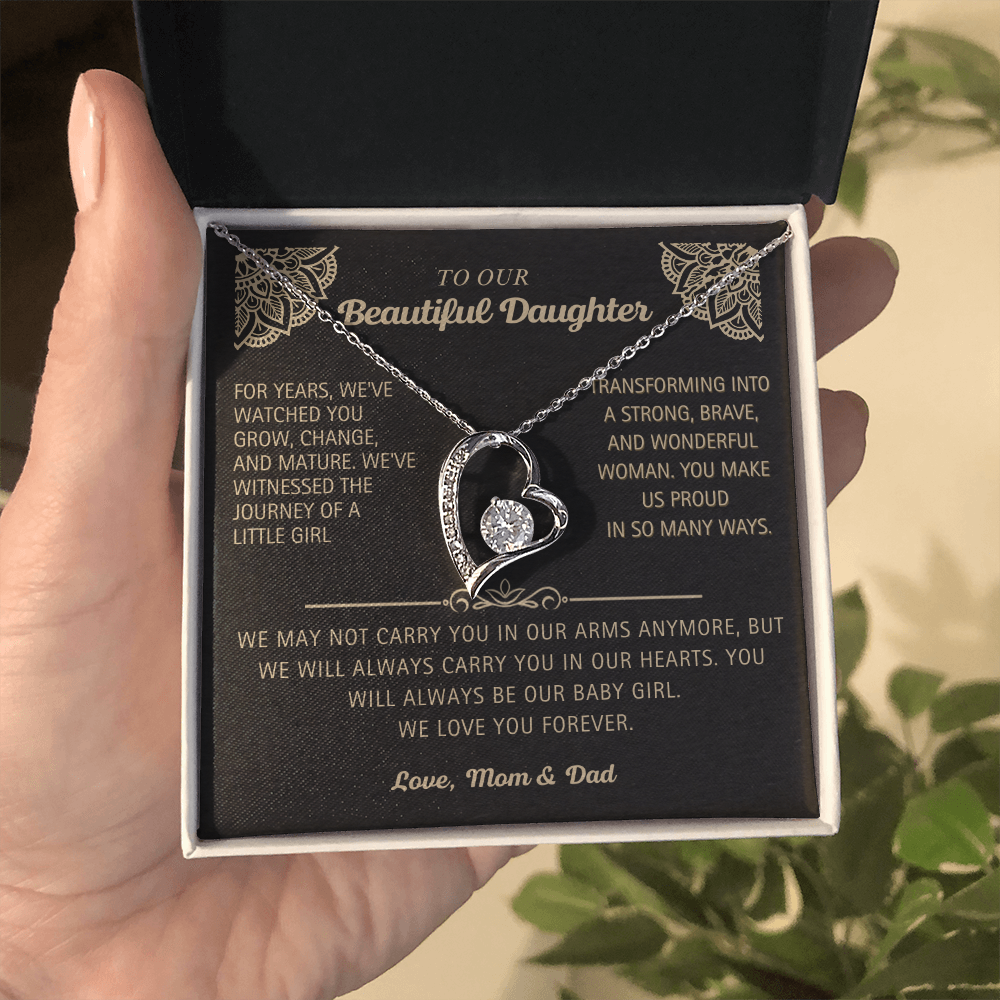 TO OUR
Beautiful Daughter
FOR YEARS, WE'VE
WATCHED YOU
GROW, CHANGE,
AND MATURE. WE'VE
WITNESSED THE
JOURNEY OF A
LITTLE GIRL
TRANSFORMING INTO
A STRONG, BRAVE,
AND WONDERFUL
WOMAN. YOU MAKE
US PROUD
IN SO MANY WAYS.
WE MAY NOT CARRY YOU IN OUR ARMS ANYMORE, BUT
WE WILL ALWAYS CARRY YOU IN OUR HEARTS. YOU
WILL ALWAYS BE OUR BABY GIRL.
WE LOVE YOU FOREVER.
Love, Mom & Dad